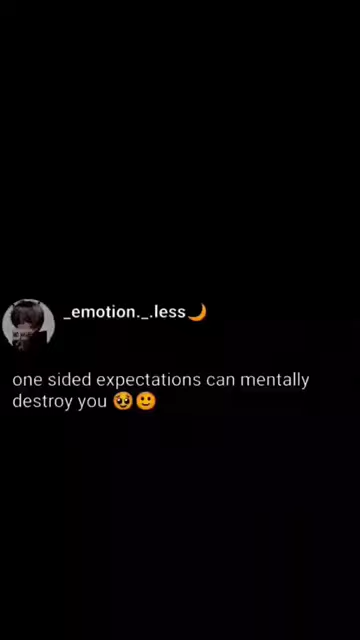 _emotion._.less🌙
one sided expectations can mentally
destroy you 🥹🙂